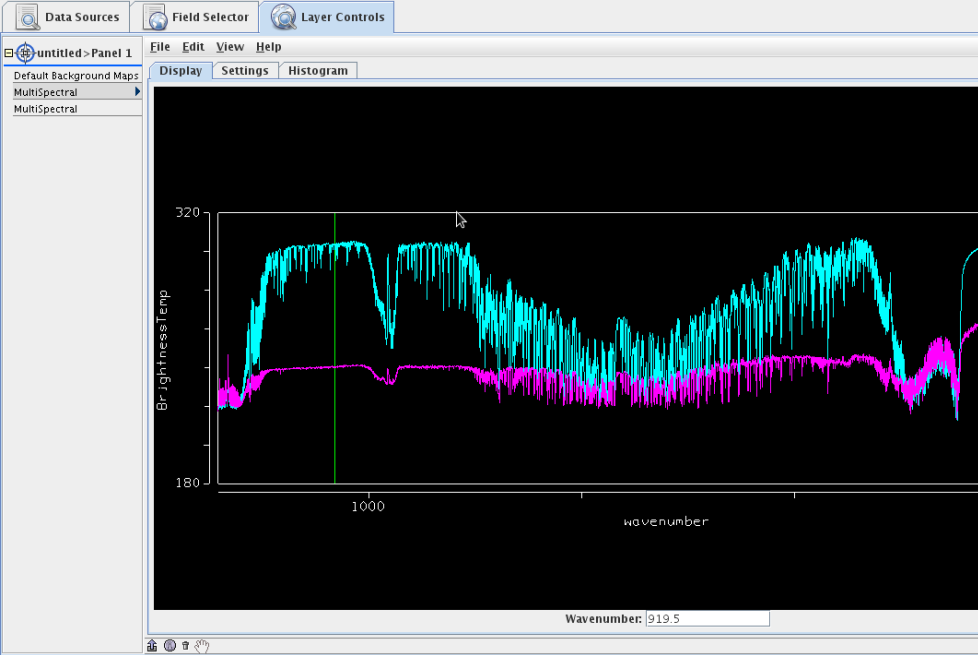 Data Sources
Field Selector
Layer Controls
untitled>Panel 1
Default Background Maps
MultiSpectral
MultiSpectral
File Edit View Help
Display Settings Histogram
320
BrightnessTemp
180
1000
wavenumber
Wavenumber: 919.5